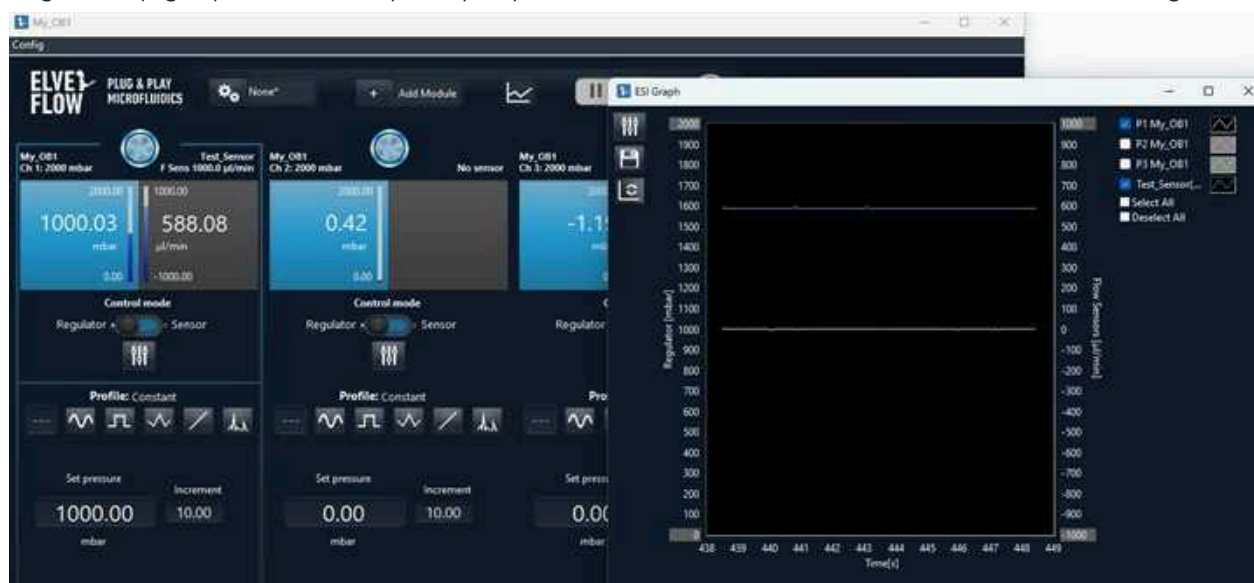 My_OB1
Config
ELVEFLOW
PLUG & PLAY
MICROFLUIDICS
None*
+ Add Module
My_OB1
Ch 1: 2000 mbar
Test_Sensor
F Sens 1000.0 µl/min
2000.00
1000.03
mbar
0.00
1000.00
588.08
µl/min
-1000.00
Control mode
Regulator
Sensor
Profile: Constant
Set pressure
Increment
1000.00
10.00
mbar
My_OB1
Ch 2: 2000 mbar
No sensor
2000.00
0.42
mbar
0.00
Control mode
Regulator
Sensor
Profile: Constant
Set pressure
Increment
0.00
10.00
mbar
My_OB1
Ch 3: 2000 mbar
Regulator
mbar
ESI Graph
2000
1900
1800
1700
1600
1500
1400
1300
1200
1100
1000
900
800
700
600
500
400
300
200
100
0
Regulator [mbar]
438 439 440 441 442 443 444 445 446 447 448 449
Time[s]
1000
900
800
700
600
500
400
300
200
100
0
-100
-200
-300
-400
-500
-600
-700
-800
-900
-1000
Flow Sensors [µl/min]
P1 My_OB1
P2 My_OB1
P3 My_OB1
Test_Sensor[...
Select All
Deselect All